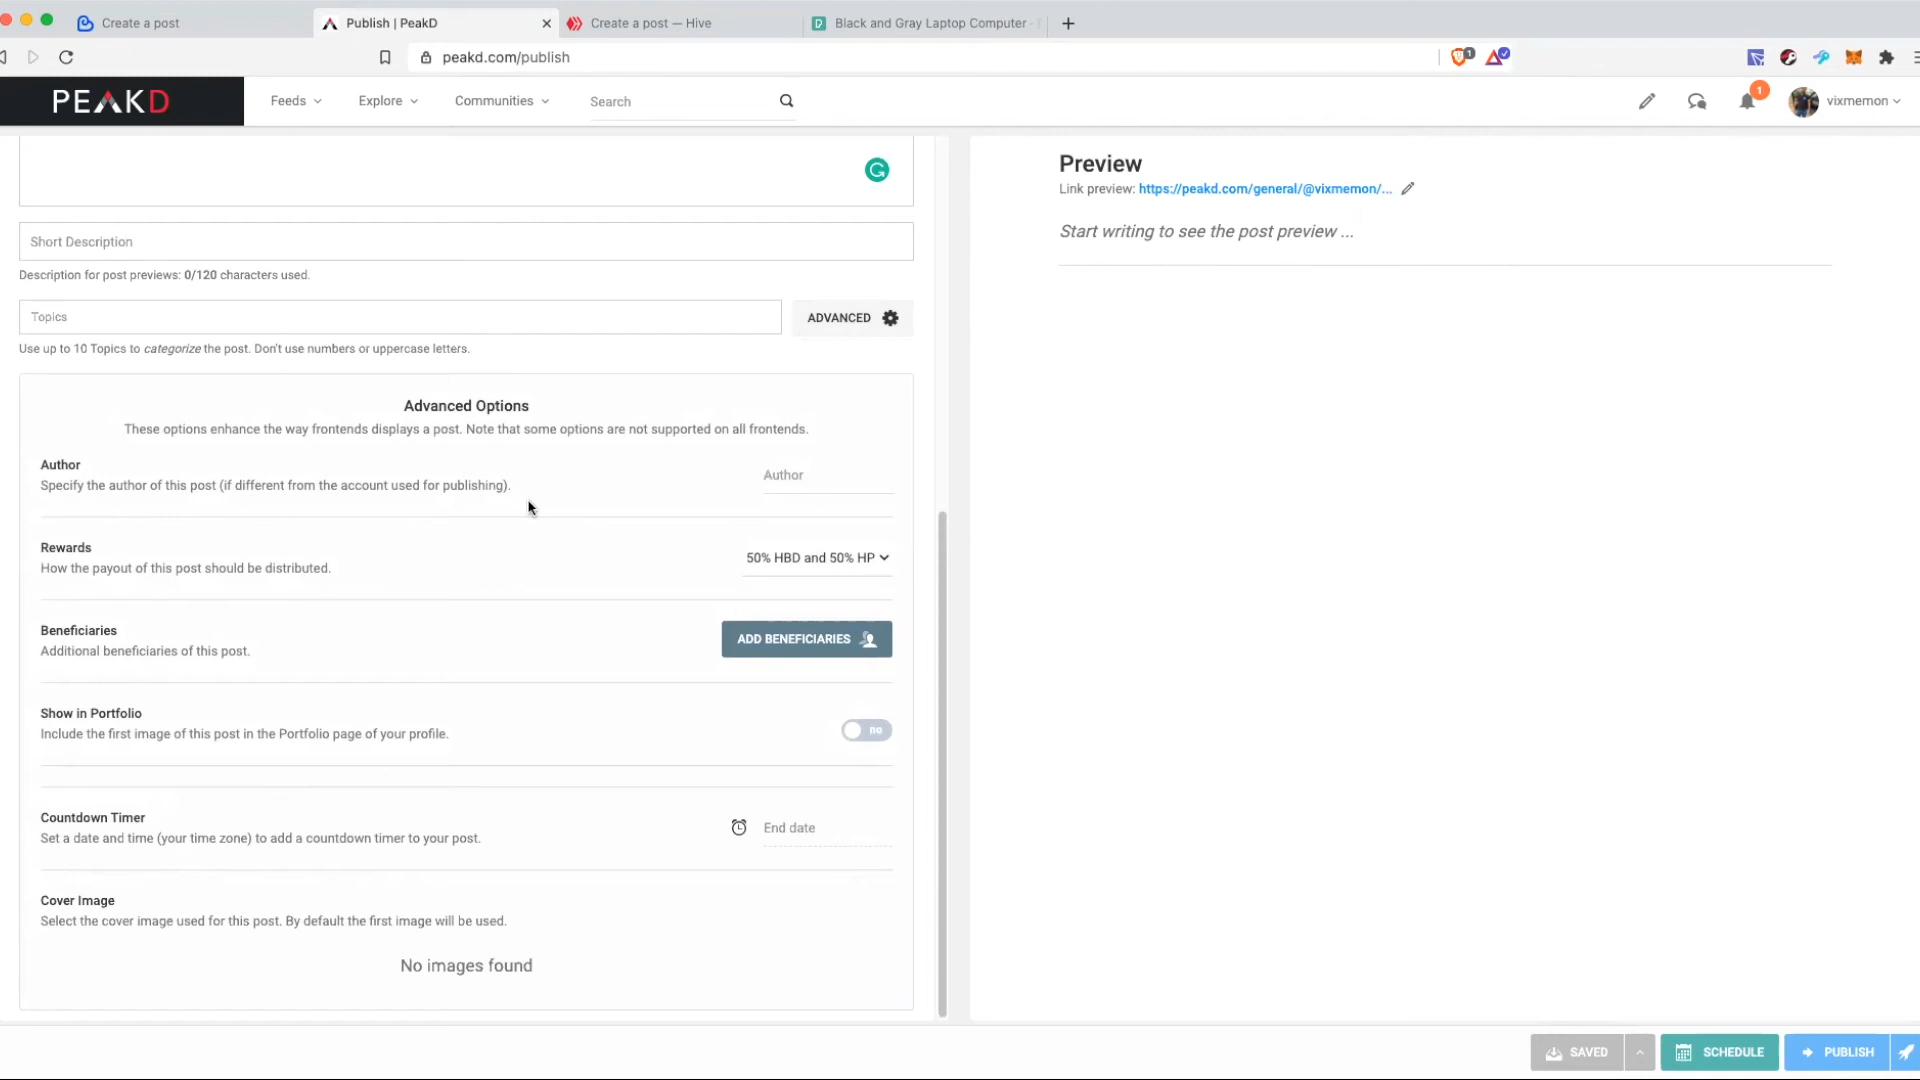 Create a post
Publish | PeakD
Create a post — Hive
Black and Gray Laptop Computer -
peakd.com/publish
1
PEAKD
Feeds
Explore
Communities
Search
1
vixmemon
Short Description
Description for post previews: 0/120 characters used.
Topics
ADVANCED
Use up to 10 Topics to categorize the post. Don't use numbers or uppercase letters.
Advanced Options
These options enhance the way frontends displays a post. Note that some options are not supported on all frontends.
Author
Specify the author of this post (if different from the account used for publishing).
Author
Rewards
How the payout of this post should be distributed.
50% HBD and 50% HP
Beneficiaries
Additional beneficiaries of this post.
ADD BENEFICIARIES
Show in Portfolio
Include the first image of this post in the Portfolio page of your profile.
no
Countdown Timer
Set a date and time (your time zone) to add a countdown timer to your post.
End date
Cover Image
Select the cover image used for this post. By default the first image will be used.
No images found
Preview
Link preview: https://peakd.com/general/@vixmemon/...
Start writing to see the post preview ...
SAVED
SCHEDULE
PUBLISH